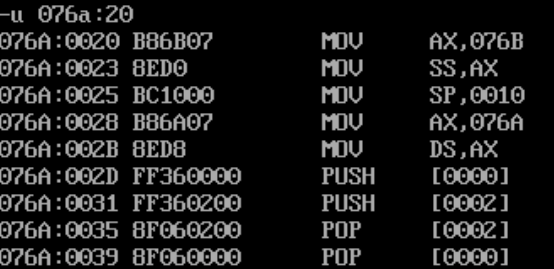 -u 076a:20
076A:0020 B86B07 MOV AX,076B
076A:0023 8ED0 MOV SS,AX
076A:0025 BC1000 MOV SP,0010
076A:0028 B86A07 MOV AX,076A
076A:002B 8ED8 MOV DS,AX
076A:002D FF360000 PUSH [0000]
076A:0031 FF360200 PUSH [0002]
076A:0035 8F060200 POP [0002]
076A:0039 8F060000 POP [0000]